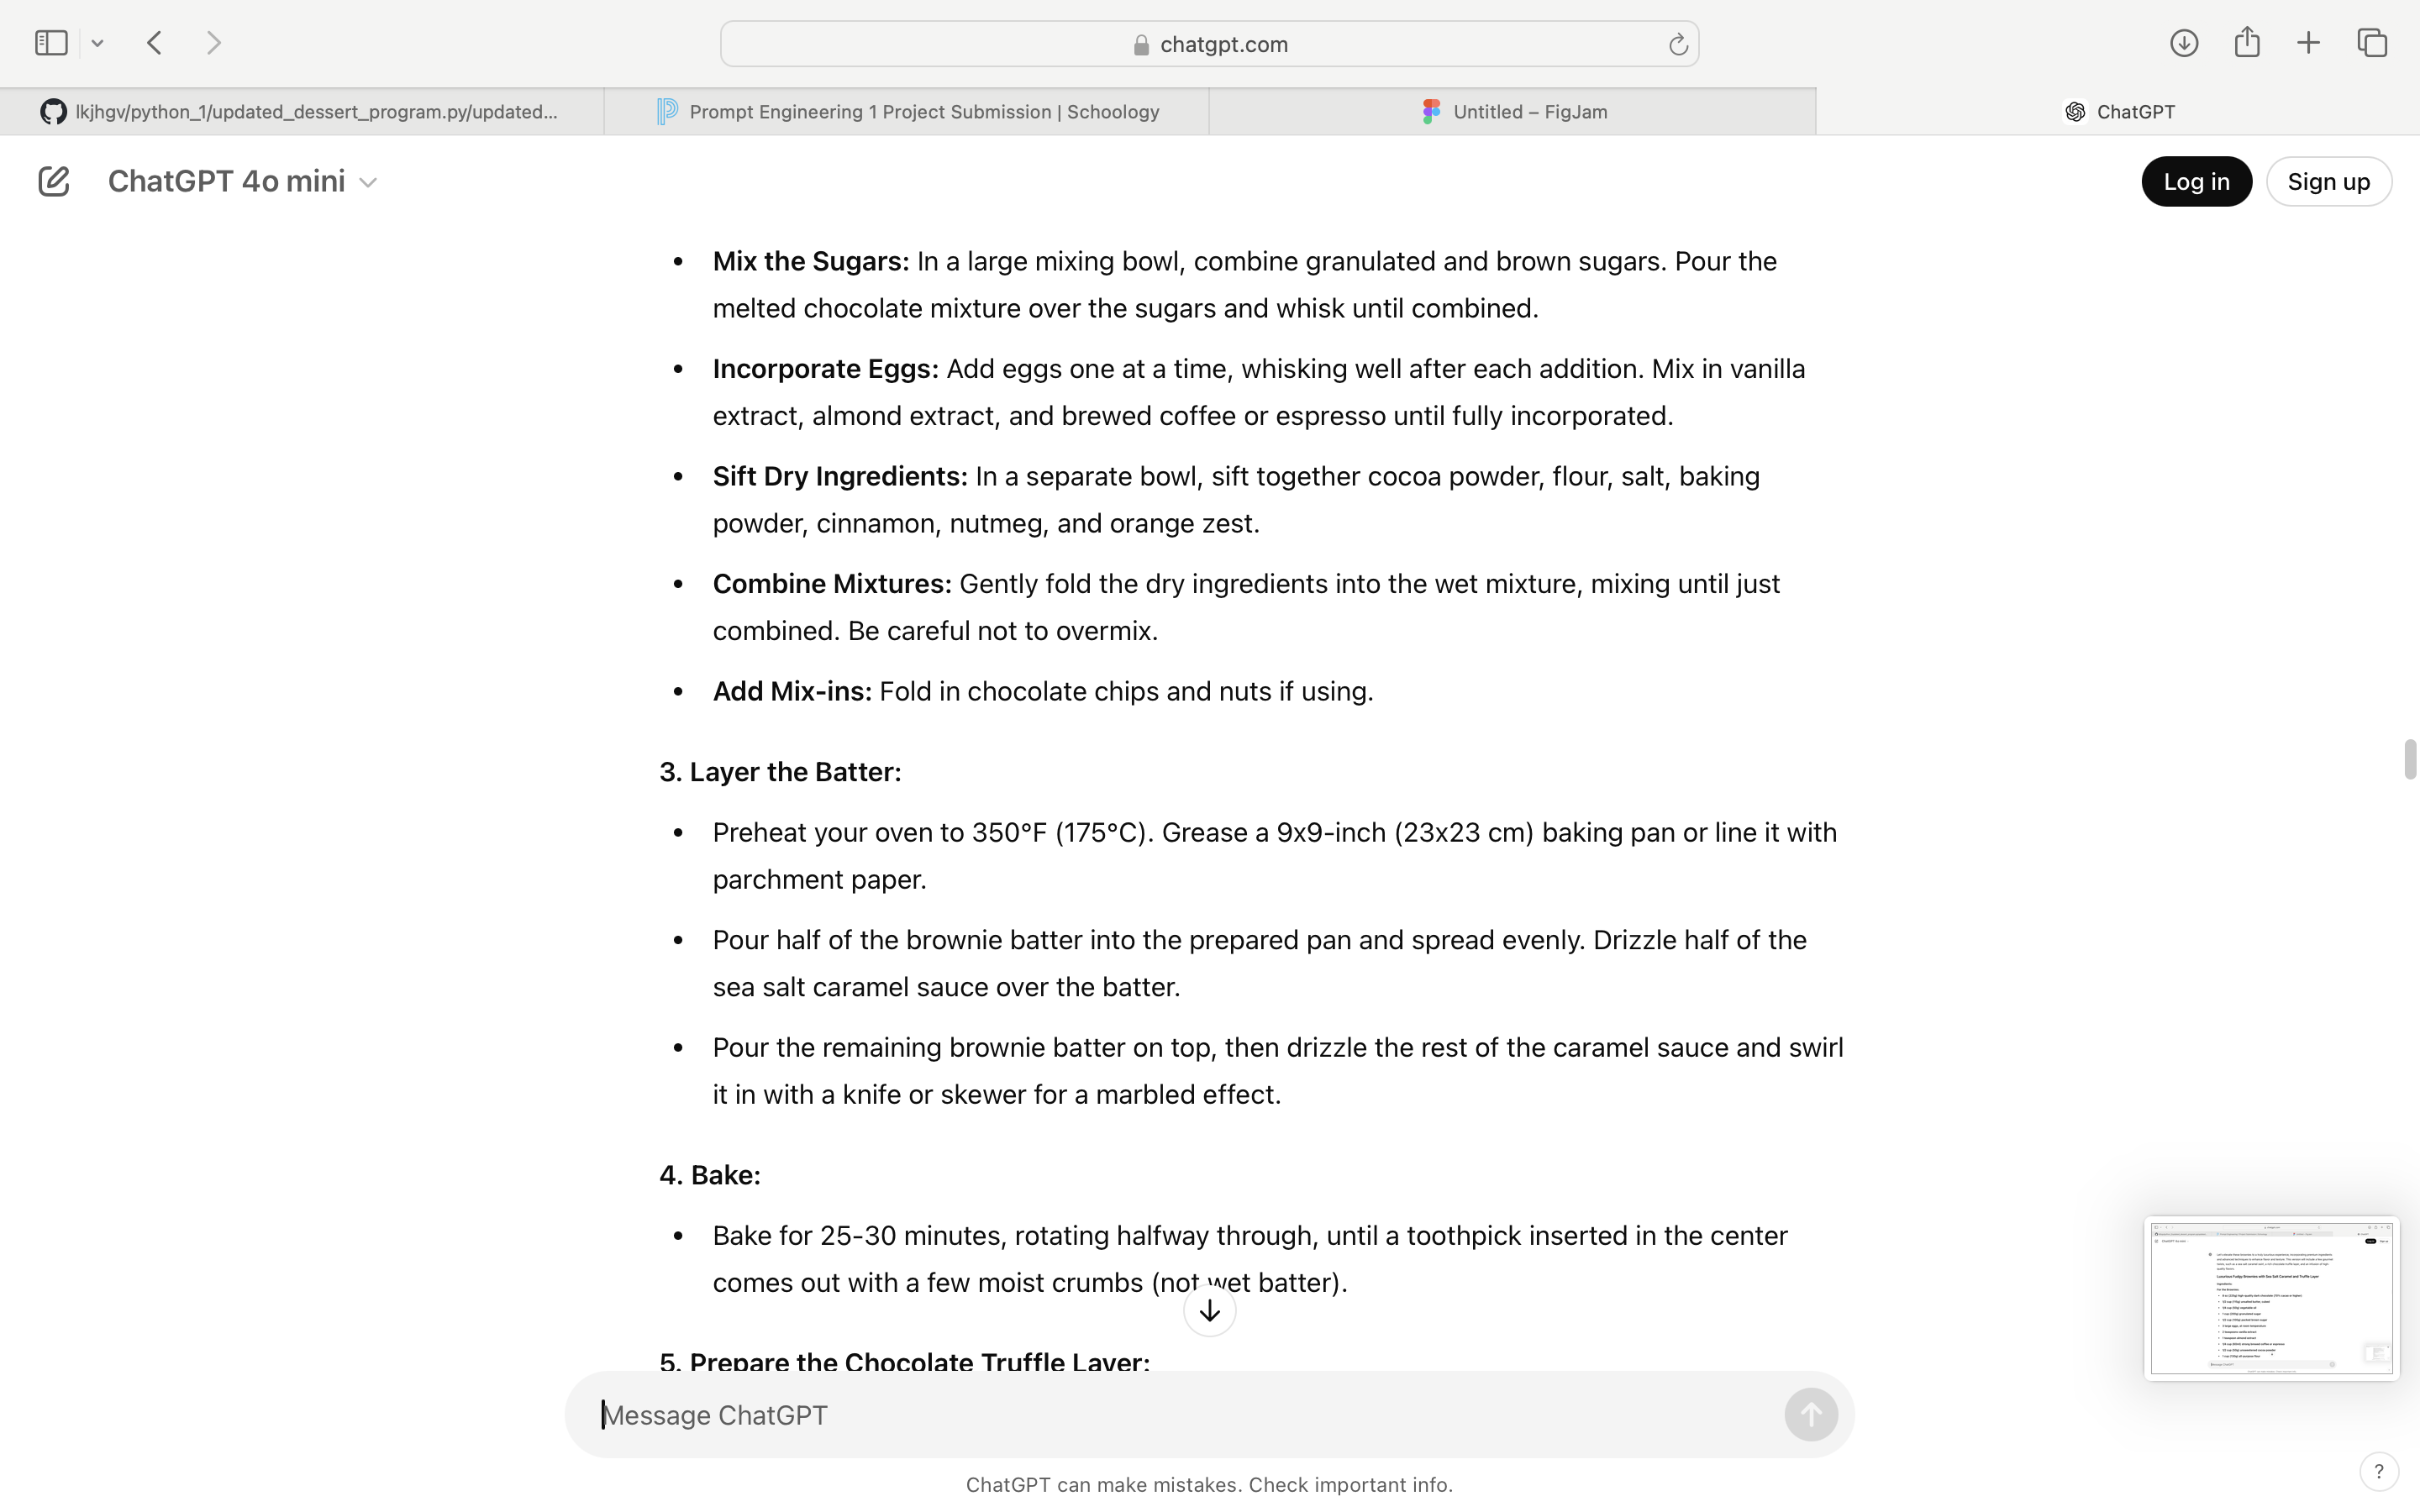 chatgpt.com
lkjhgv/python_1/updated_dessert_program.py/updated...
Prompt Engineering 1 Project Submission | Schoology
Untitled – FigJam
ChatGPT
ChatGPT 4o mini
Log in
Sign up
• Mix the Sugars: In a large mixing bowl, combine granulated and brown sugars. Pour the
melted chocolate mixture over the sugars and whisk until combined.
• Incorporate Eggs: Add eggs one at a time, whisking well after each addition. Mix in vanilla
extract, almond extract, and brewed coffee or espresso until fully incorporated.
• Sift Dry Ingredients: In a separate bowl, sift together cocoa powder, flour, salt, baking
powder, cinnamon, nutmeg, and orange zest.
• Combine Mixtures: Gently fold the dry ingredients into the wet mixture, mixing until just
combined. Be careful not to overmix.
• Add Mix-ins: Fold in chocolate chips and nuts if using.
3. Layer the Batter:
• Preheat your oven to 350°F (175°C). Grease a 9x9-inch (23x23 cm) baking pan or line it with
parchment paper.
• Pour half of the brownie batter into the prepared pan and spread evenly. Drizzle half of the
sea salt caramel sauce over the batter.
• Pour the remaining brownie batter on top, then drizzle the rest of the caramel sauce and swirl
it in with a knife or skewer for a marbled effect.
4. Bake:
• Bake for 25-30 minutes, rotating halfway through, until a toothpick inserted in the center
comes out with a few moist crumbs (not wet batter).
5. Prepare the Chocolate Truffle Layer:
Message ChatGPT
ChatGPT can make mistakes. Check important info.
?